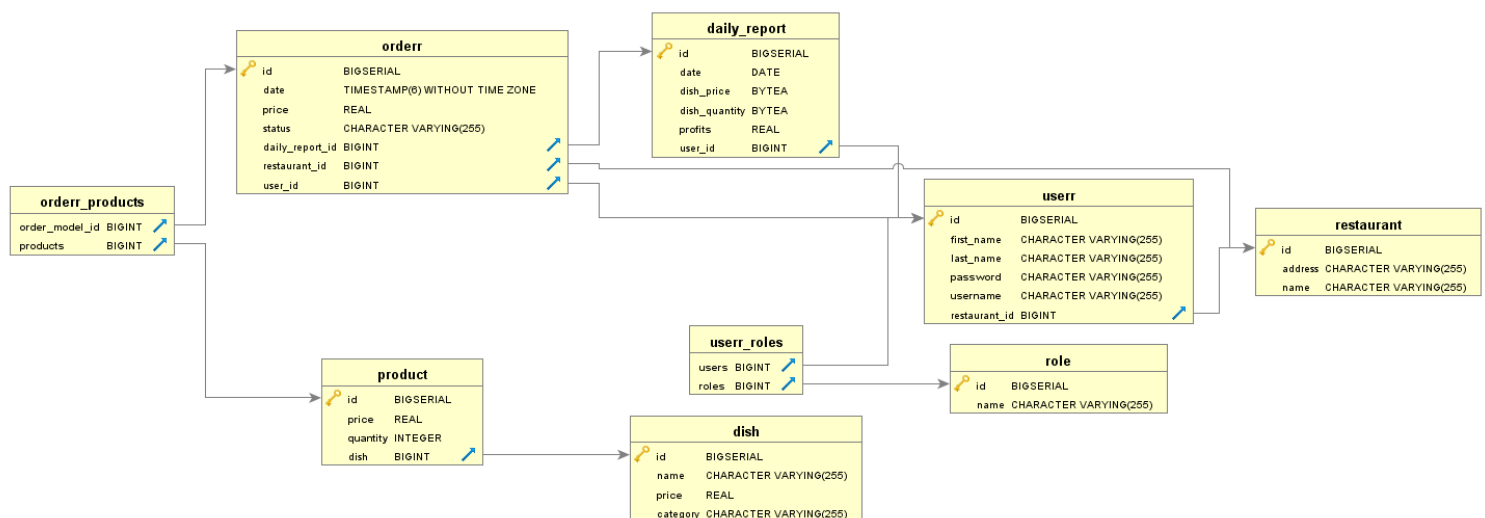 orderr
id BIGSERIAL
date TIMESTAMP(6) WITHOUT TIME ZONE
price REAL
status CHARACTER VARYING(255)
daily_report_id BIGINT
restaurant_id BIGINT
user_id BIGINT
daily_report
id BIGSERIAL
date DATE
dish_price BYTEA
dish_quantity BYTEA
profits REAL
user_id BIGINT
orderr_products
order_model_id BIGINT
products BIGINT
userr
id BIGSERIAL
first_name CHARACTER VARYING(255)
last_name CHARACTER VARYING(255)
password CHARACTER VARYING(255)
username CHARACTER VARYING(255)
restaurant_id BIGINT
restaurant
id BIGSERIAL
address CHARACTER VARYING(255)
name CHARACTER VARYING(255)
userr_roles
users BIGINT
roles BIGINT
role
id BIGSERIAL
name CHARACTER VARYING(255)
product
id BIGSERIAL
price REAL
quantity INTEGER
dish BIGINT
dish
id BIGSERIAL
name CHARACTER VARYING(255)
price REAL
category CHARACTER VARYING(255)